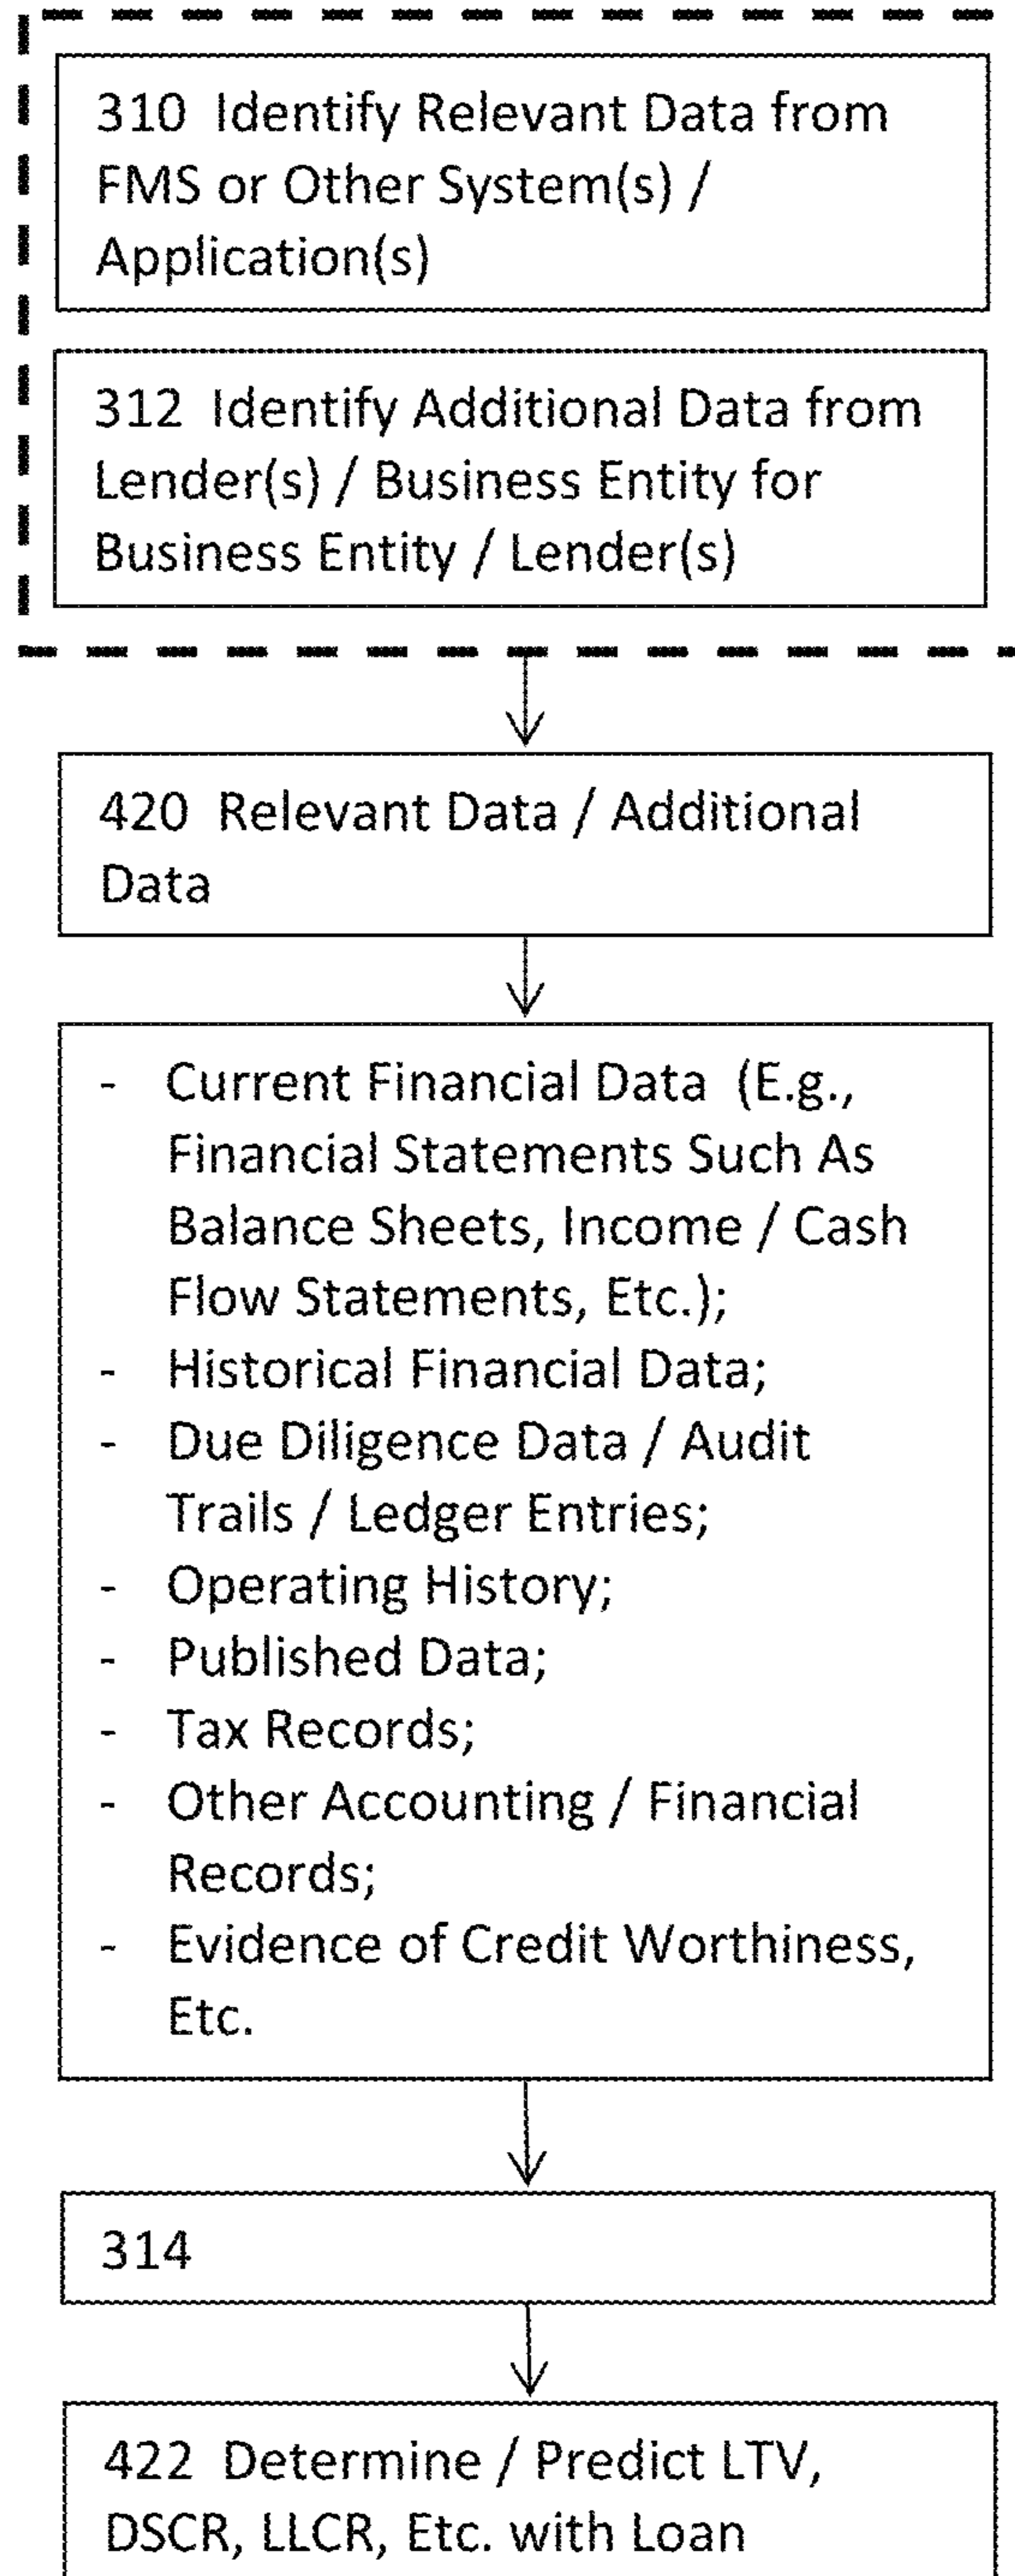 310 Identify Relevant Data from
FMS or Other System(s) /
Application(s)
312 Identify Additional Data from
Lender(s) / Business Entity for
Business Entity / Lender(s)
420 Relevant Data / Additional
Data
- Current Financial Data (E.g.,
Financial Statements Such As
Balance Sheets, Income / Cash
Flow Statements, Etc.);
- Historical Financial Data;
- Due Diligence Data / Audit
Trails / Ledger Entries;
- Operating History;
- Published Data;
- Tax Records;
- Other Accounting / Financial
Records;
- Evidence of Credit Worthiness,
Etc.
314
422 Determine / Predict LTV,
DSCR, LLCR, Etc. with Loan